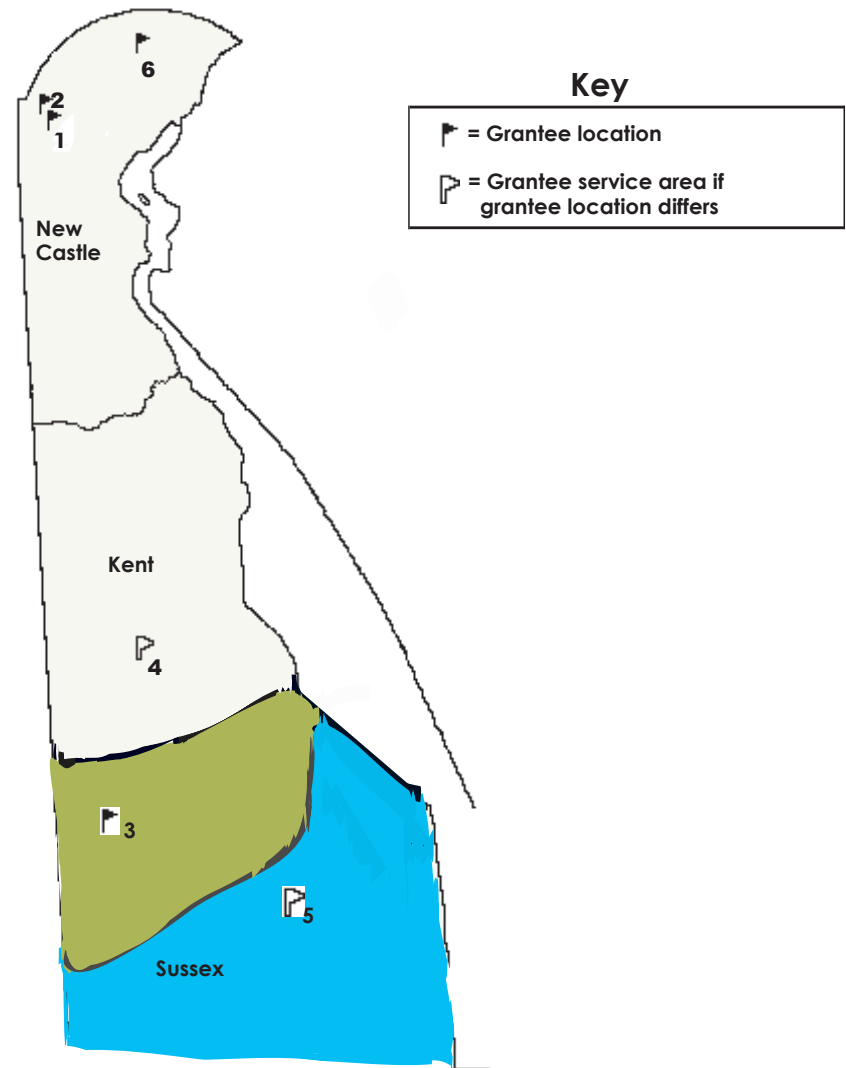 Key
= Grantee location
= Grantee service area if
grantee location differs
6
2
1
New
Castle
Kent
4
3
5
Sussex